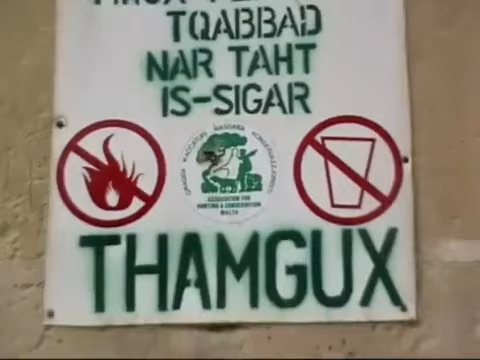 TQABBAD
NAR TAHT
IS-SIGAR
ASSOCIATION FOR
HUNTING & CONSERVATION
MALTA
THAMGUX